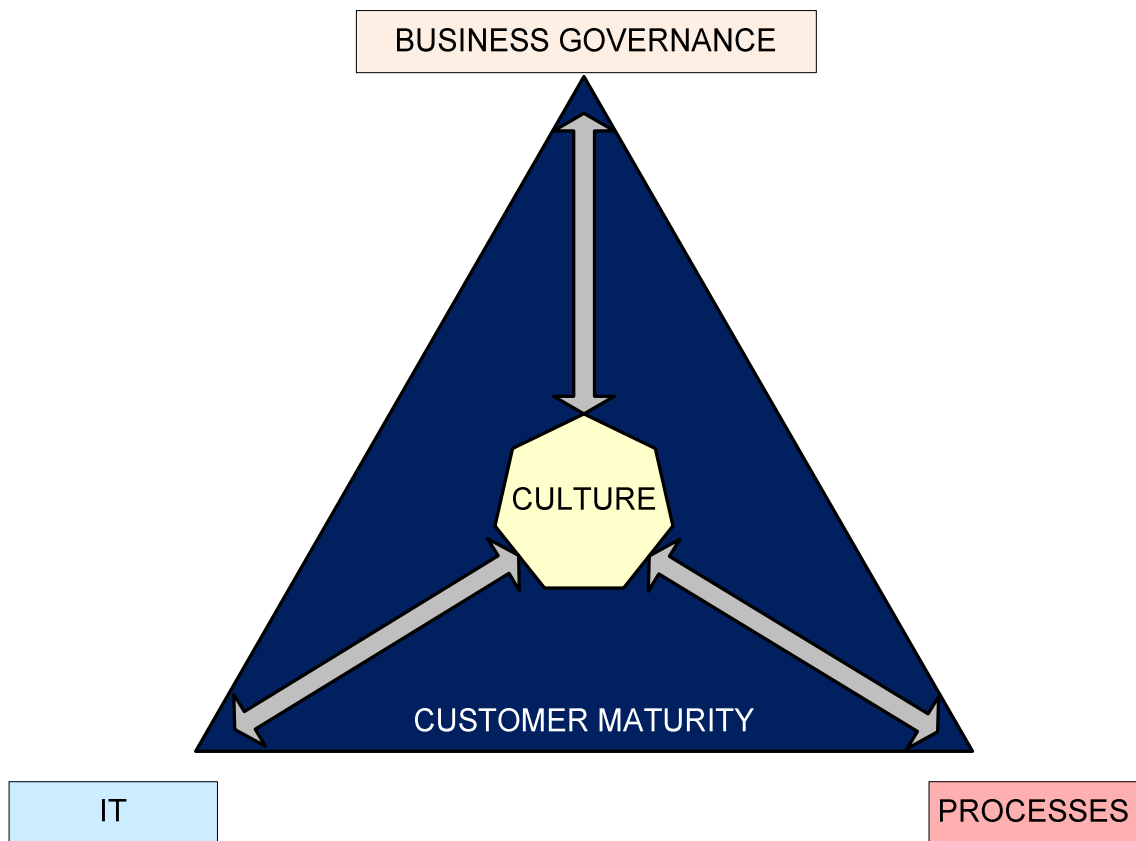 BUSINESS GOVERNANCE
CULTURE
CUSTOMER MATURITY
IT
PROCESSES